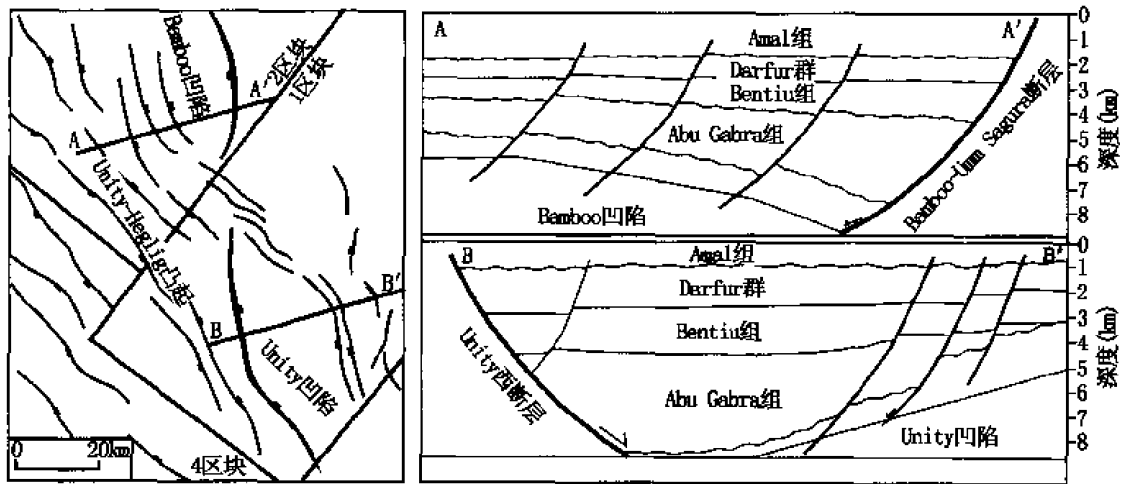 Bamboo凹陷
A
A′
2区块
1区块
Unity-Heglig凸起
B
B′
Unity凹陷
0 20km
4区块
A
A′
Amal组
Darfur群
Bentiu组
Abu Gabra组
Bamboo凹陷
Bamboo-Umm Sagura断层
0
1
2
3
4
5
6
7
8
深度(km)
B
B′
Amal组
Darfur群
Bentiu组
Abu Gabra组
Unity西断层
Unity凹陷
0
1
2
3
4
5
6
7
8
深度(km)